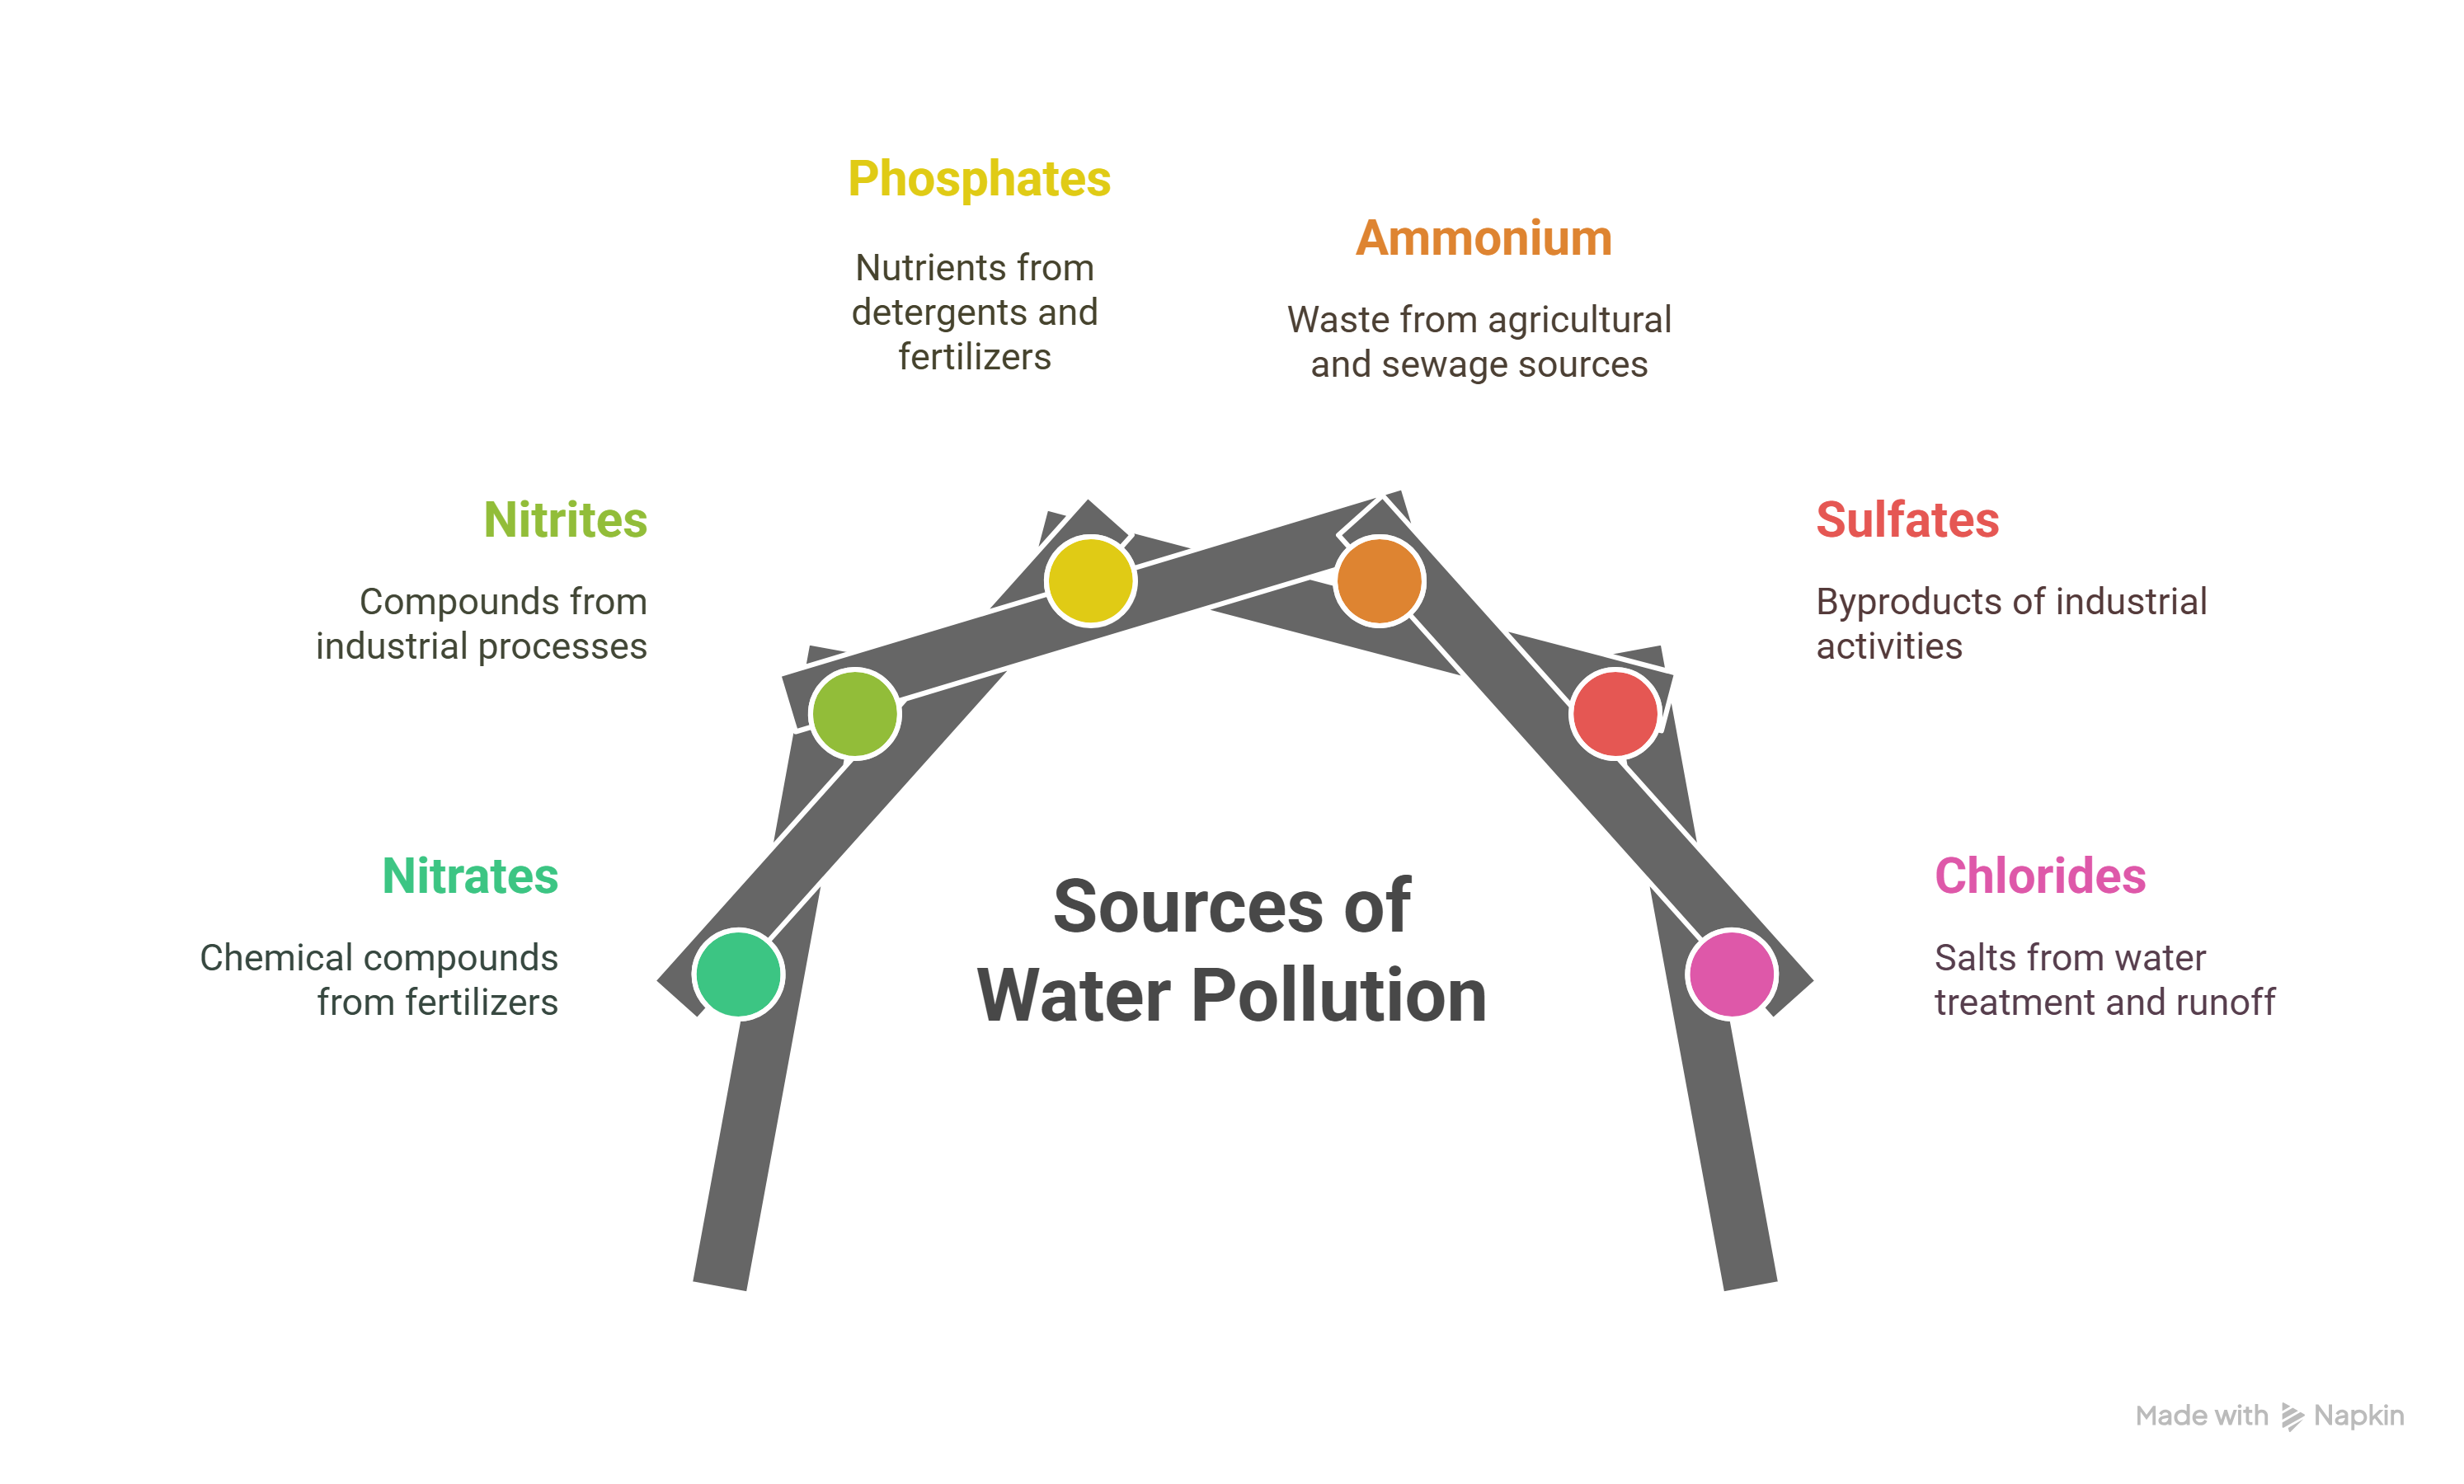 Phosphates
Nutrients from
detergents and
fertilizers
Ammonium
Waste from agricultural
and sewage sources
Nitrites
Compounds from
industrial processes
Sulfates
Byproducts of industrial
activities
Nitrates
Chemical compounds
from fertilizers
Sources of
Water Pollution
Chlorides
Salts from water
treatment and runoff
Made with Napkin